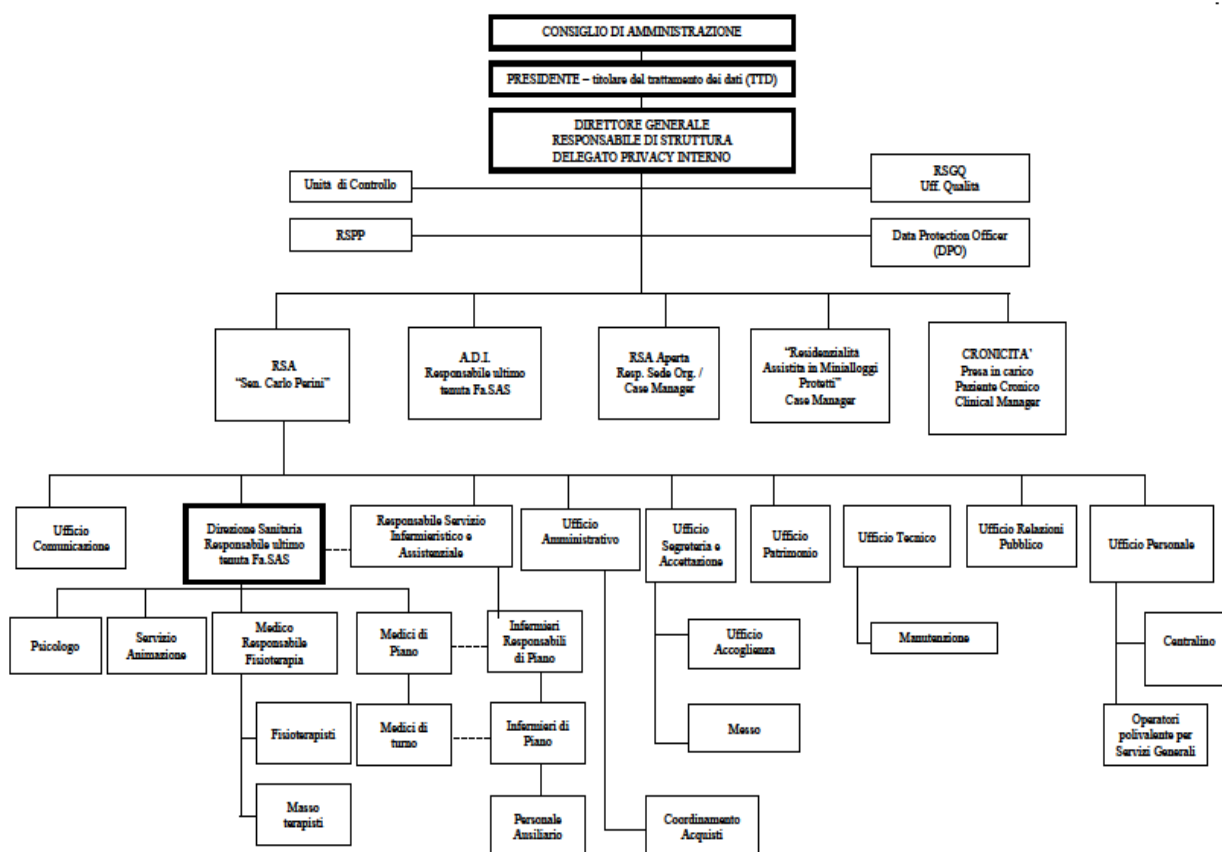 CONSIGLIO DI AMMINISTRAZIONE
PRESIDENTE – titolare del trattamento dei dati (TTD)
DIRETTORE GENERALE
RESPONSABILE DI STRUTTURA
DELEGATO PRIVACY INTERNO
Unità di Controllo
RSGQ
Uff. Qualità
RSPP
Data Protection Officer
(DPO)
RSA
“Sen. Carlo Perini”
A.D.I.
Responsabile ultimo
tenuta Fa.SAS
RSA Aperta
Resp. Sede Org. /
Case Manager
“Residenzialità
Assistita in Minialloggi
Protetti”
Case Manager
CRONICITA’
Presa in carico
Paziente Cronico
Clinical Manager
Ufficio
Comunicazione
Direzione Sanitaria
Responsabile ultimo
tenuta Fa.SAS
Responsabile Servizio
Infermieristico e
Assistenziale
Ufficio
Amministrativo
Ufficio
Segreteria e
Accettazione
Ufficio
Patrimonio
Ufficio Tecnico
Ufficio Relazioni
Pubblico
Ufficio Personale
Psicologo
Servizio
Animazione
Medico
Responsabile
Fisioterapia
Medici di
Piano
Infermieri
Responsabili
di Piano
Ufficio
Accoglienza
Manutenzione
Centralino
Fisioterapisti
Medici di
turno
Infermieri di
Piano
Messo
Operatori
polivalente per
Servizi Generali
Masso
terapisti
Personale
Ausiliario
Coordinamento
Acquisti